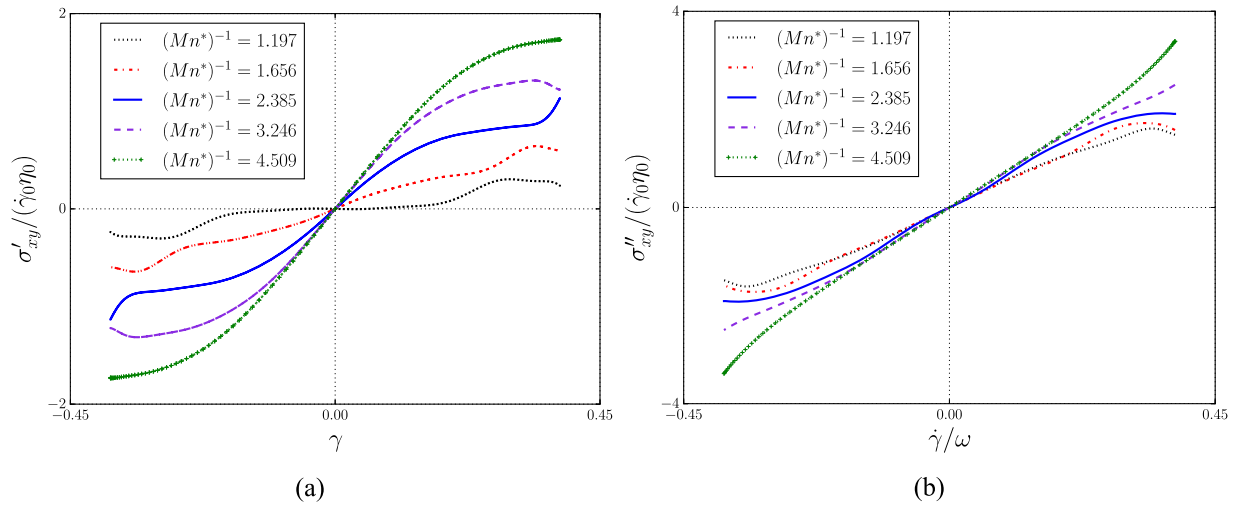 2
(Mn*)⁻¹ = 1.197
(Mn*)⁻¹ = 1.656
(Mn*)⁻¹ = 2.385
(Mn*)⁻¹ = 3.246
(Mn*)⁻¹ = 4.509
σ′xy/(γ̇0η0)
0
−2
−0.45
0.00
0.45
γ
(a)
4
(Mn*)⁻¹ = 1.197
(Mn*)⁻¹ = 1.656
(Mn*)⁻¹ = 2.385
(Mn*)⁻¹ = 3.246
(Mn*)⁻¹ = 4.509
σ″xy/(γ̇0η0)
0
−4
−0.45
0.00
0.45
γ̇/ω
(b)